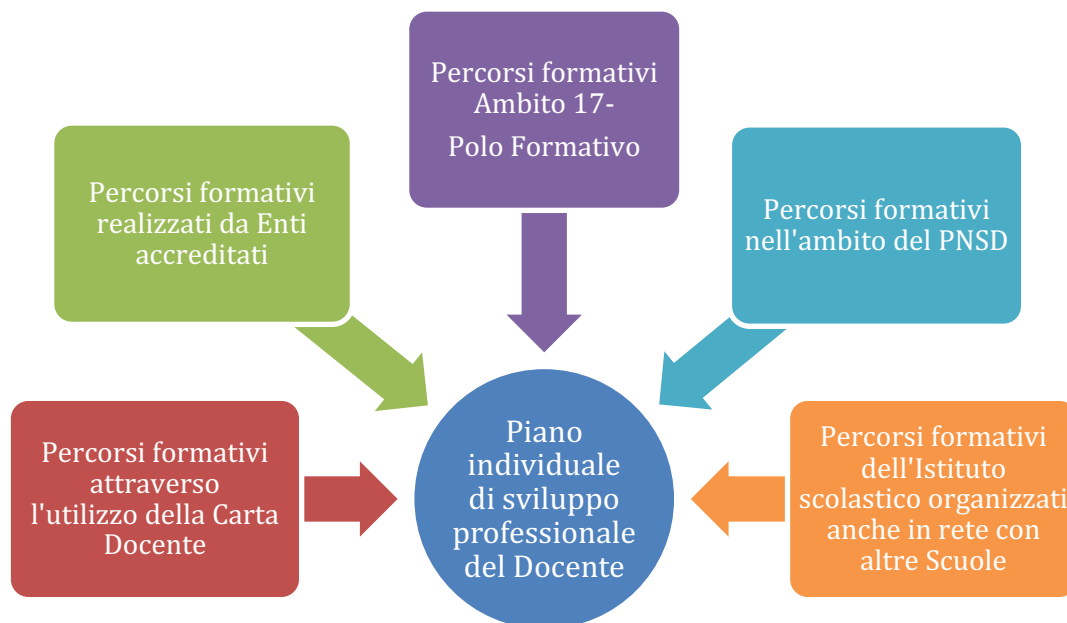 Percorsi formativi
Ambito 17-
Polo Formativo
Percorsi formativi
realizzati da Enti
accreditati
Percorsi formativi
nell'ambito del PNSD
Percorsi formativi
attraverso
l'utilizzo della Carta
Docente
Piano
individuale
di sviluppo
professionale
del Docente
Percorsi formativi
dell'Istituto
scolastico organizzati
anche in rete con
altre Scuole